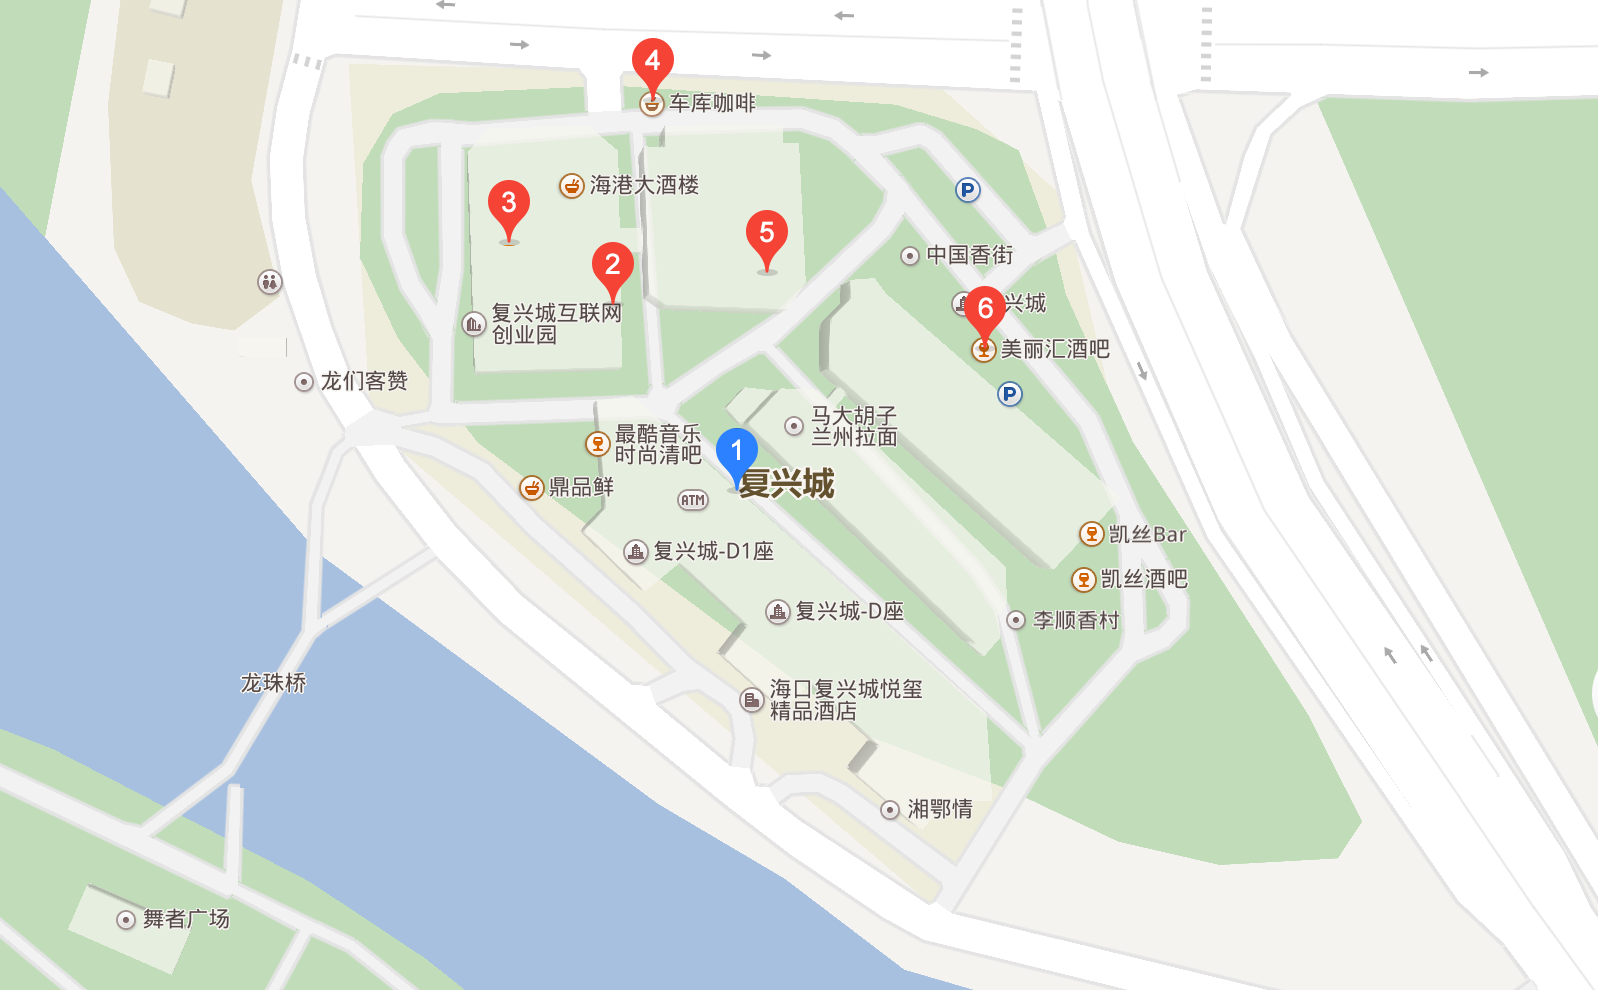 4
车库咖啡
P
海港大酒楼
3
5
中国香街
2
兴城
6
复兴城互联网
创业园
美丽汇酒吧
龙们客赞
P
马大胡子
兰州拉面
最酷音乐
时尚清吧
1
复兴城
鼎品鲜
ATM
凯丝Bar
复兴城-D1座
凯丝酒吧
复兴城-D座
李顺香村
龙珠桥
海口复兴城悦玺
精品酒店
湘鄂情
舞者广场